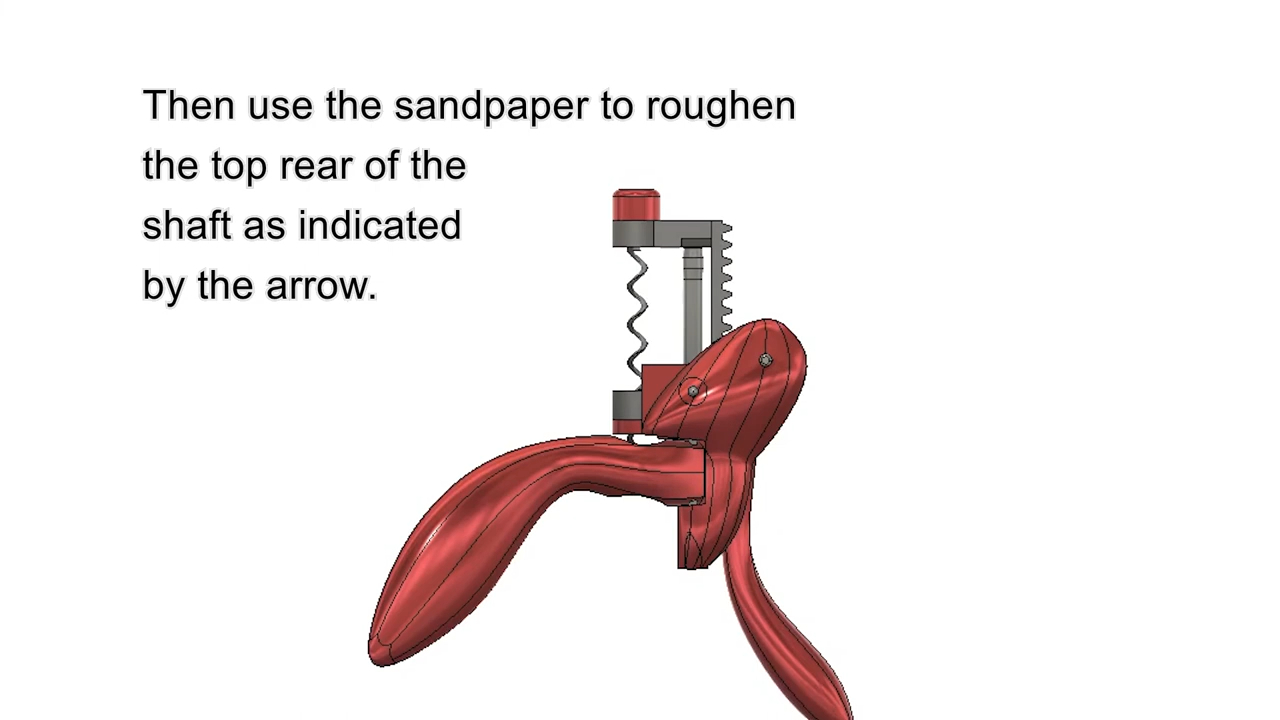 Then use the sandpaper to roughen
the top rear of the
shaft as indicated
by the arrow.